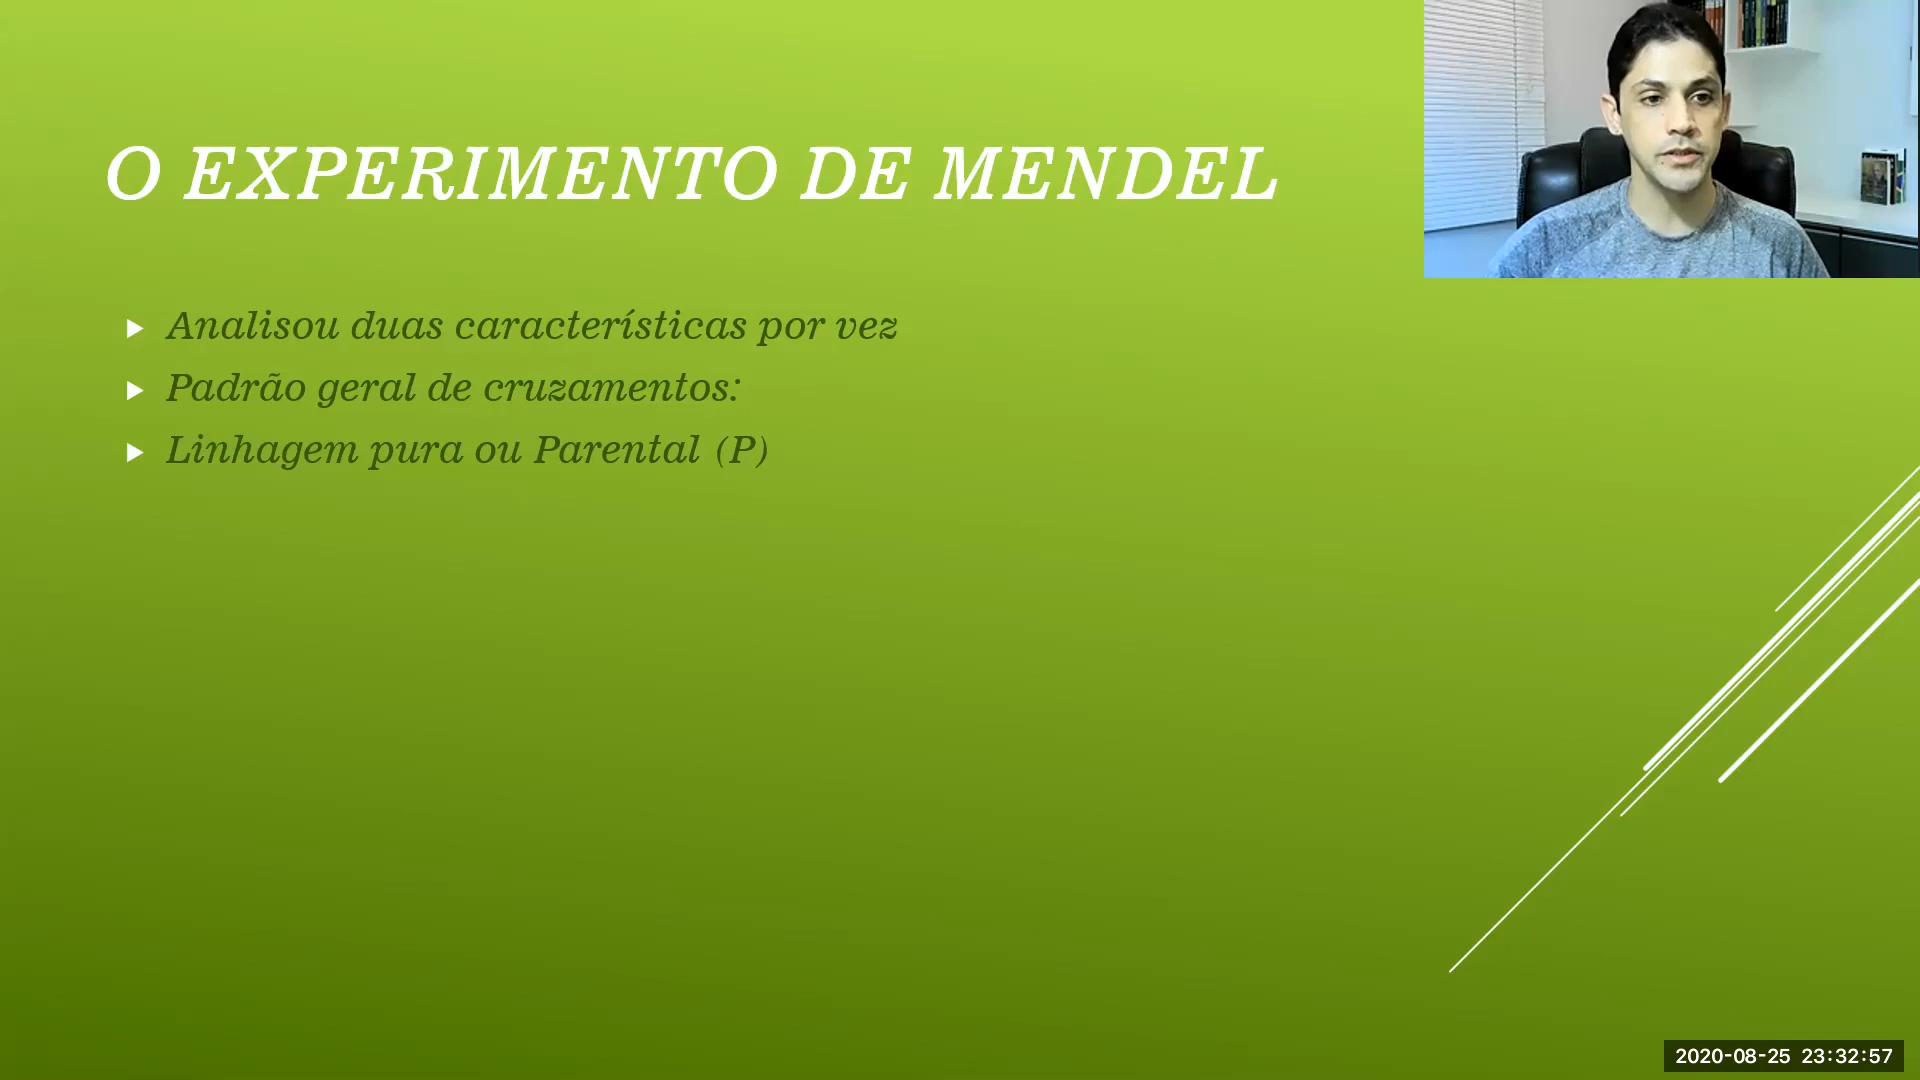 O EXPERIMENTO DE MENDEL
Analisou duas características por vez
Padrão geral de cruzamentos:
Linhagem pura ou Parental (P)
2020-08-25 23:32:57